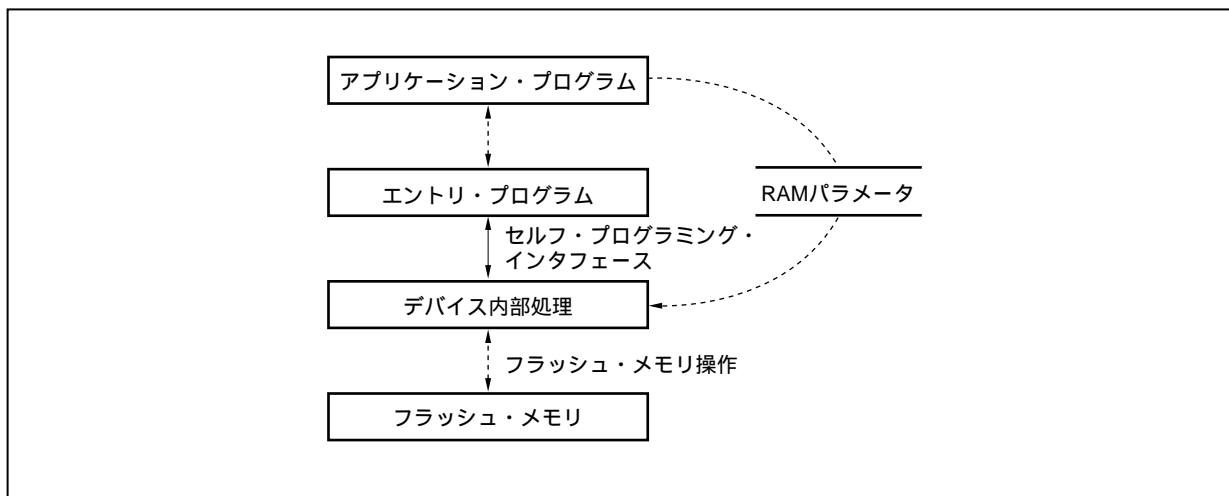 アプリケーション・プログラム
エントリ・プログラム
RAMパラメータ
セルフ・プログラミング・
インタフェース
デバイス内部処理
フラッシュ・メモリ操作
フラッシュ・メモリ